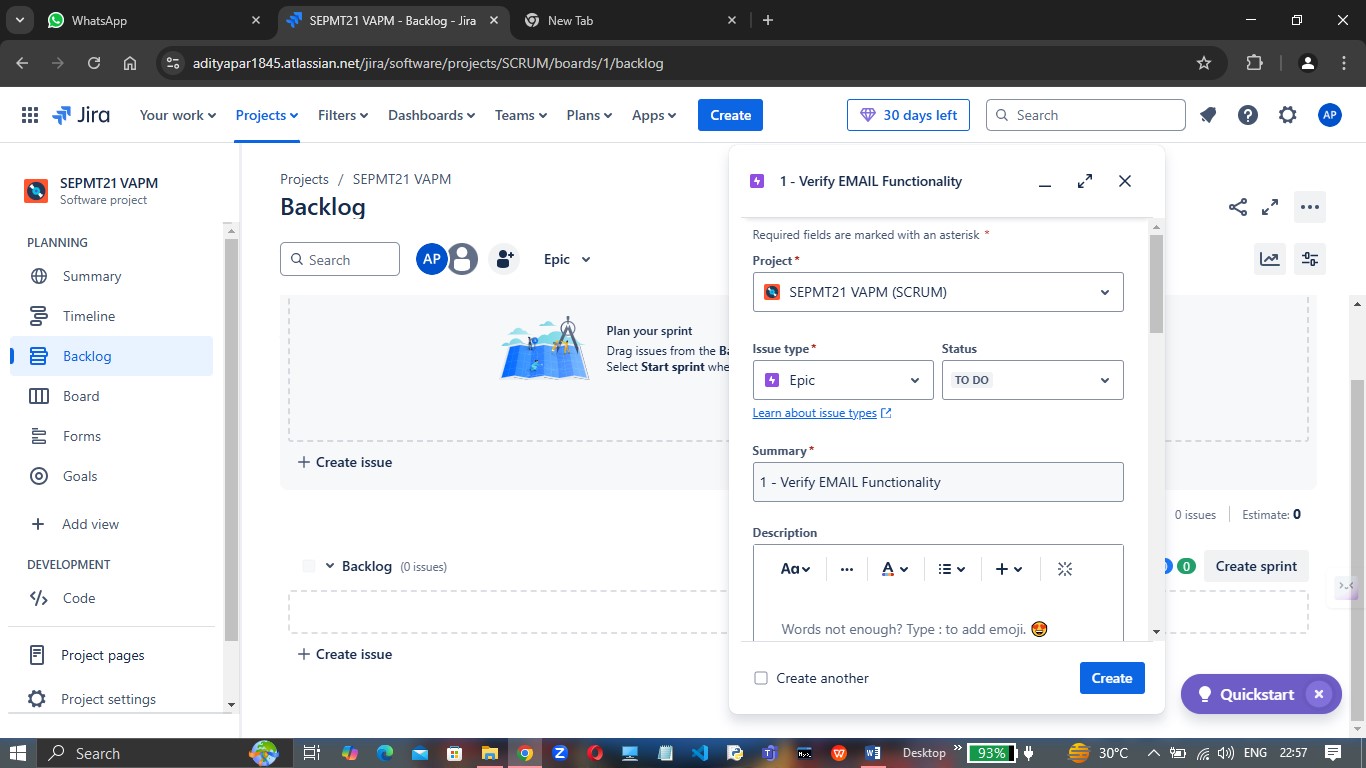 WhatsApp
SEPMT21 VAPM - Backlog - Jira
New Tab
adityapar1845.atlassian.net/jira/software/projects/SCRUM/boards/1/backlog
Jira
Your work
Projects
Filters
Dashboards
Teams
Plans
Apps
Create
30 days left
Search
AP
SEPMT21 VAPM
Software project
PLANNING
Summary
Timeline
Backlog
Board
Forms
Goals
Add view
DEVELOPMENT
Code
Project pages
Project settings
Projects / SEPMT21 VAPM
Backlog
Search
AP
Epic
Plan your sprint
Drag issues from the Ba
Select Start sprint whe
+ Create issue
0 issues
Estimate: 0
Backlog (0 issues)
0
Create sprint
+ Create issue
1 - Verify EMAIL Functionality
Required fields are marked with an asterisk *
Project*
SEPMT21 VAPM (SCRUM)
Issue type*
Status
Epic
TO DO
Learn about issue types
Summary*
1 - Verify EMAIL Functionality
Description
Aa
A
Words not enough? Type : to add emoji. 😍
Create another
Create
Quickstart
Search
Desktop
93%
30°C
ENG
22:57